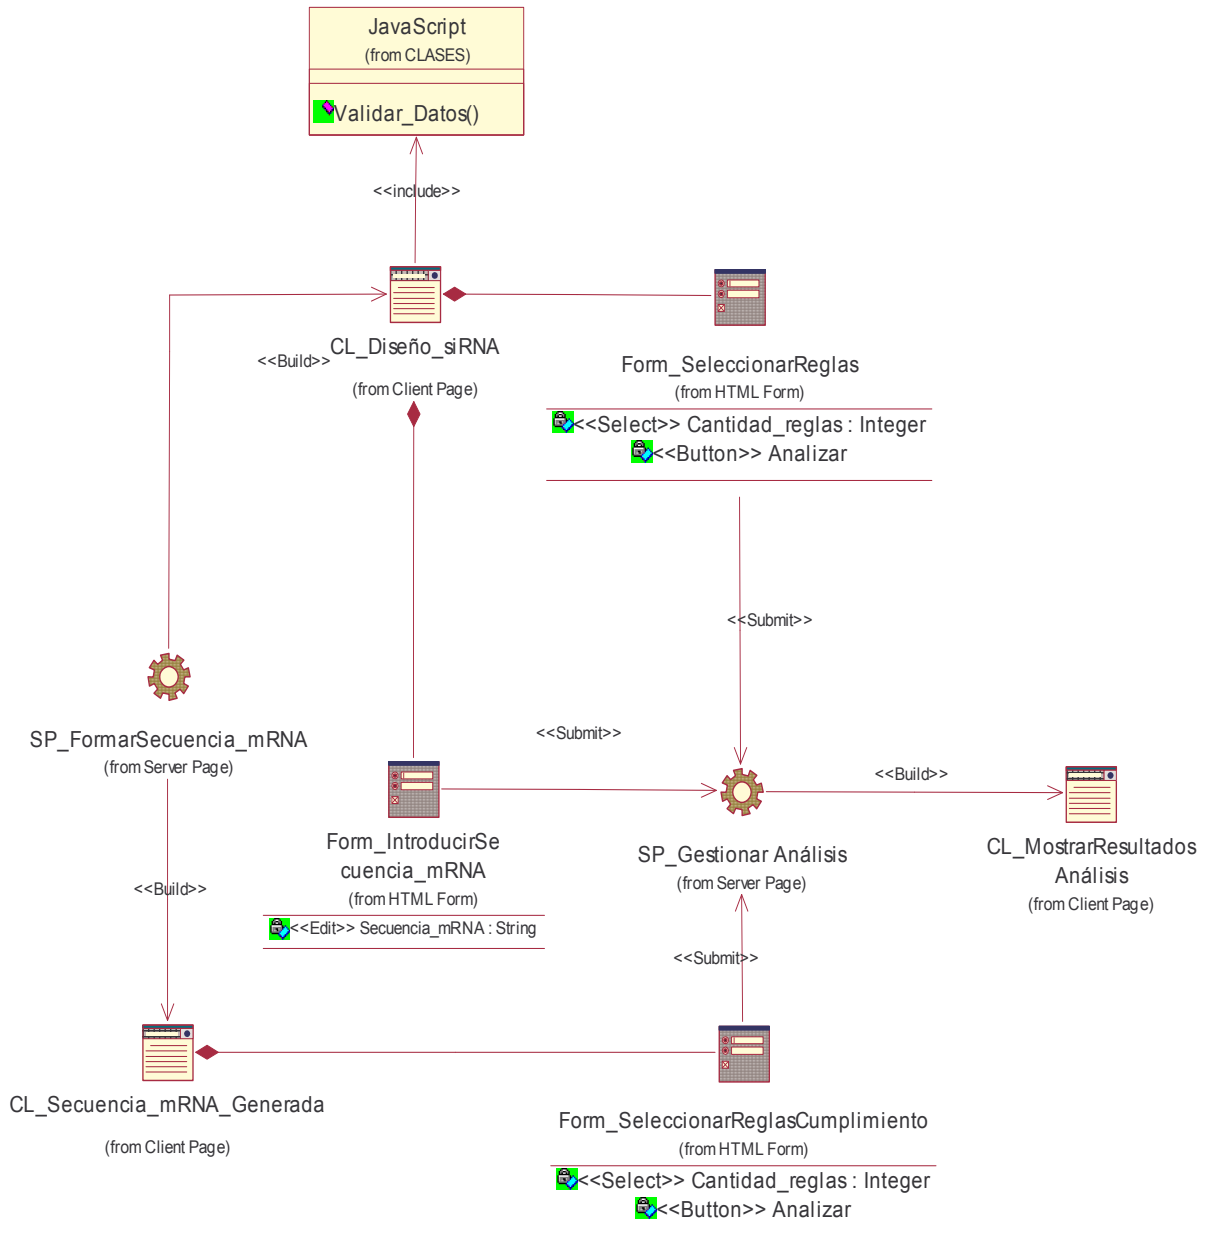 JavaScript
(from CLASES)
Validar_Datos()
<<include>>
<<Build>>
CL_Diseño_siRNA
(from Client Page)
Form_SeleccionarReglas
(from HTML Form)
<<Select>> Cantidad_reglas : Integer
<<Button>> Analizar
<<Submit>>
SP_FormarSecuencia_mRNA
(from Server Page)
<<Submit>>
<<Build>>
Form_IntroducirSe
cuencia_mRNA
(from HTML Form)
<<Edit>> Secuencia_mRNA : String
SP_Gestionar Análisis
(from Server Page)
CL_MostrarResultados
Análisis
(from Client Page)
<<Build>>
<<Submit>>
CL_Secuencia_mRNA_Generada
(from Client Page)
Form_SeleccionarReglasCumplimiento
(from HTML Form)
<<Select>> Cantidad_reglas : Integer
<<Button>> Analizar